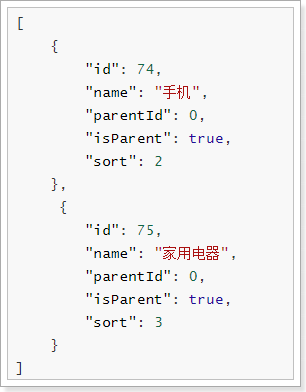 [
    {
        "id": 74,
        "name": "手机",
        "parentId": 0,
        "isParent": true,
        "sort": 2
    },
     {
        "id": 75,
        "name": "家用电器",
        "parentId": 0,
        "isParent": true,
        "sort": 3
    }
]